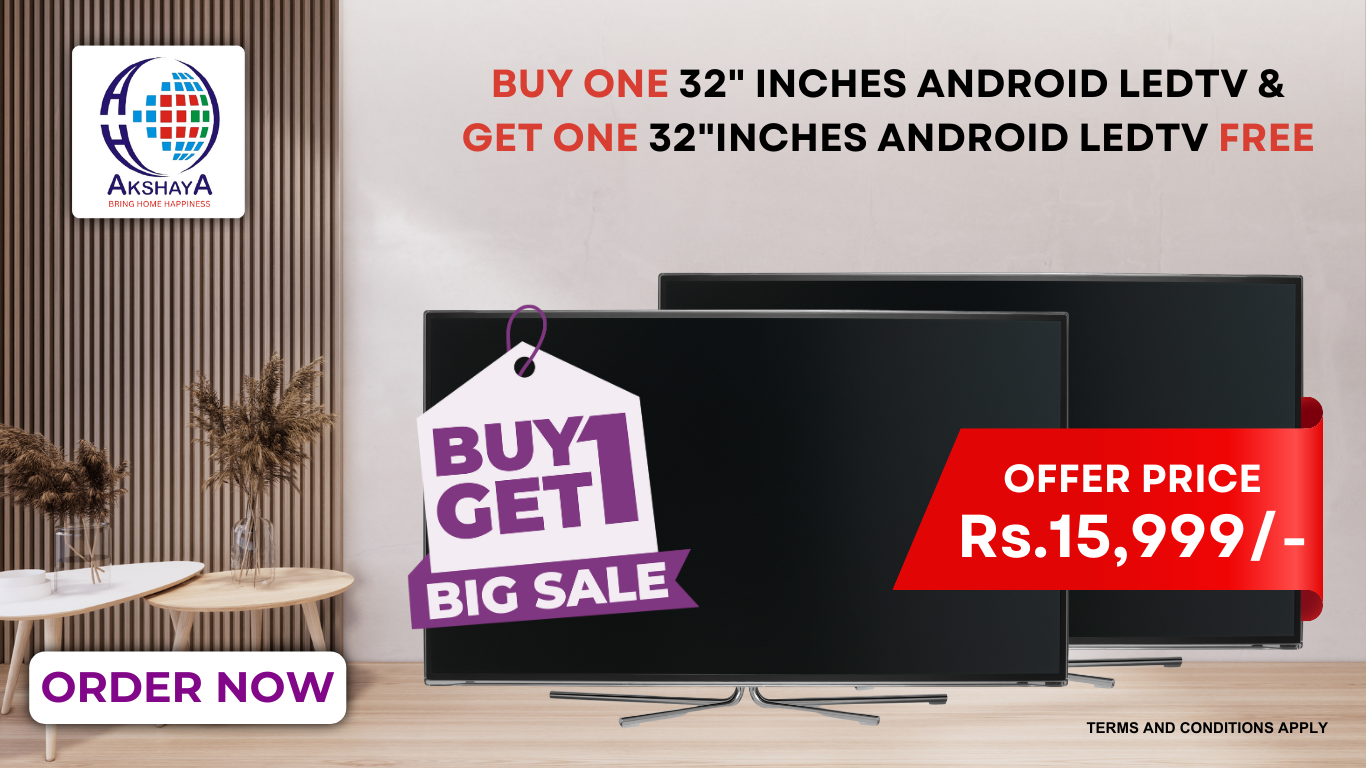 AH
H
AKSHAYA
BRING HOME HAPPINESS
BUY ONE 32" INCHES ANDROID LEDTV &
GET ONE 32"INCHES ANDROID LEDTV FREE
BUY 1
GET
BIG SALE
OFFER PRICE
Rs.15,999/-
ORDER NOW
TERMS AND CONDITIONS APPLY